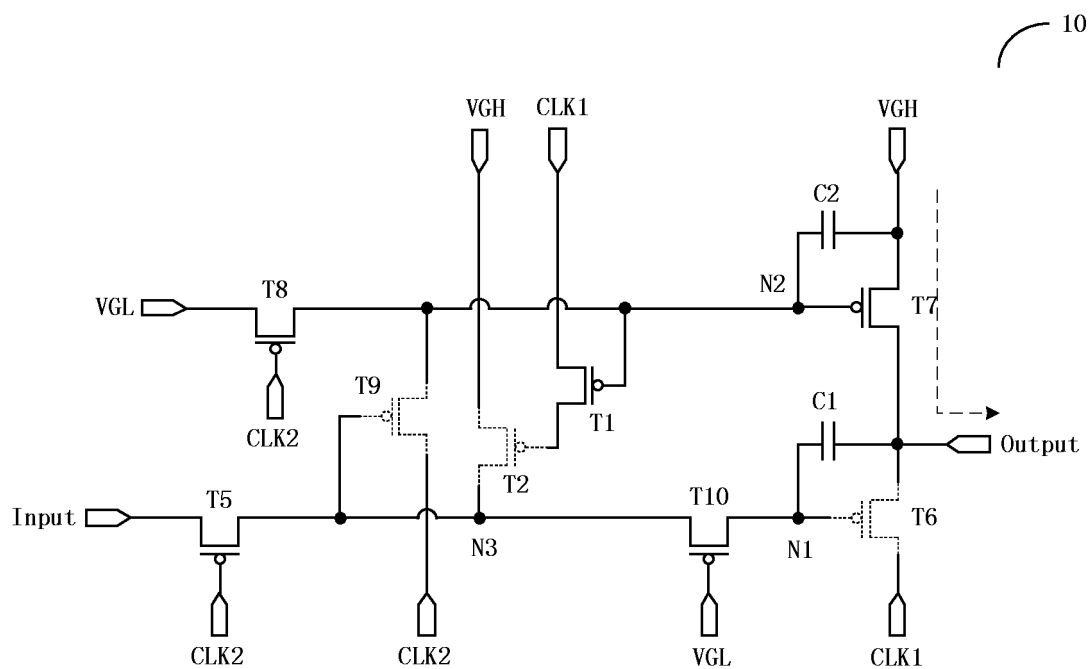 10
VGH
CLK1
VGH
C2
T8
N2
VGL
T7
T9
T1
CLK2
C1
Output
T5
T2
T10
Input
T6
N3
N1
CLK2
CLK2
VGL
CLK1